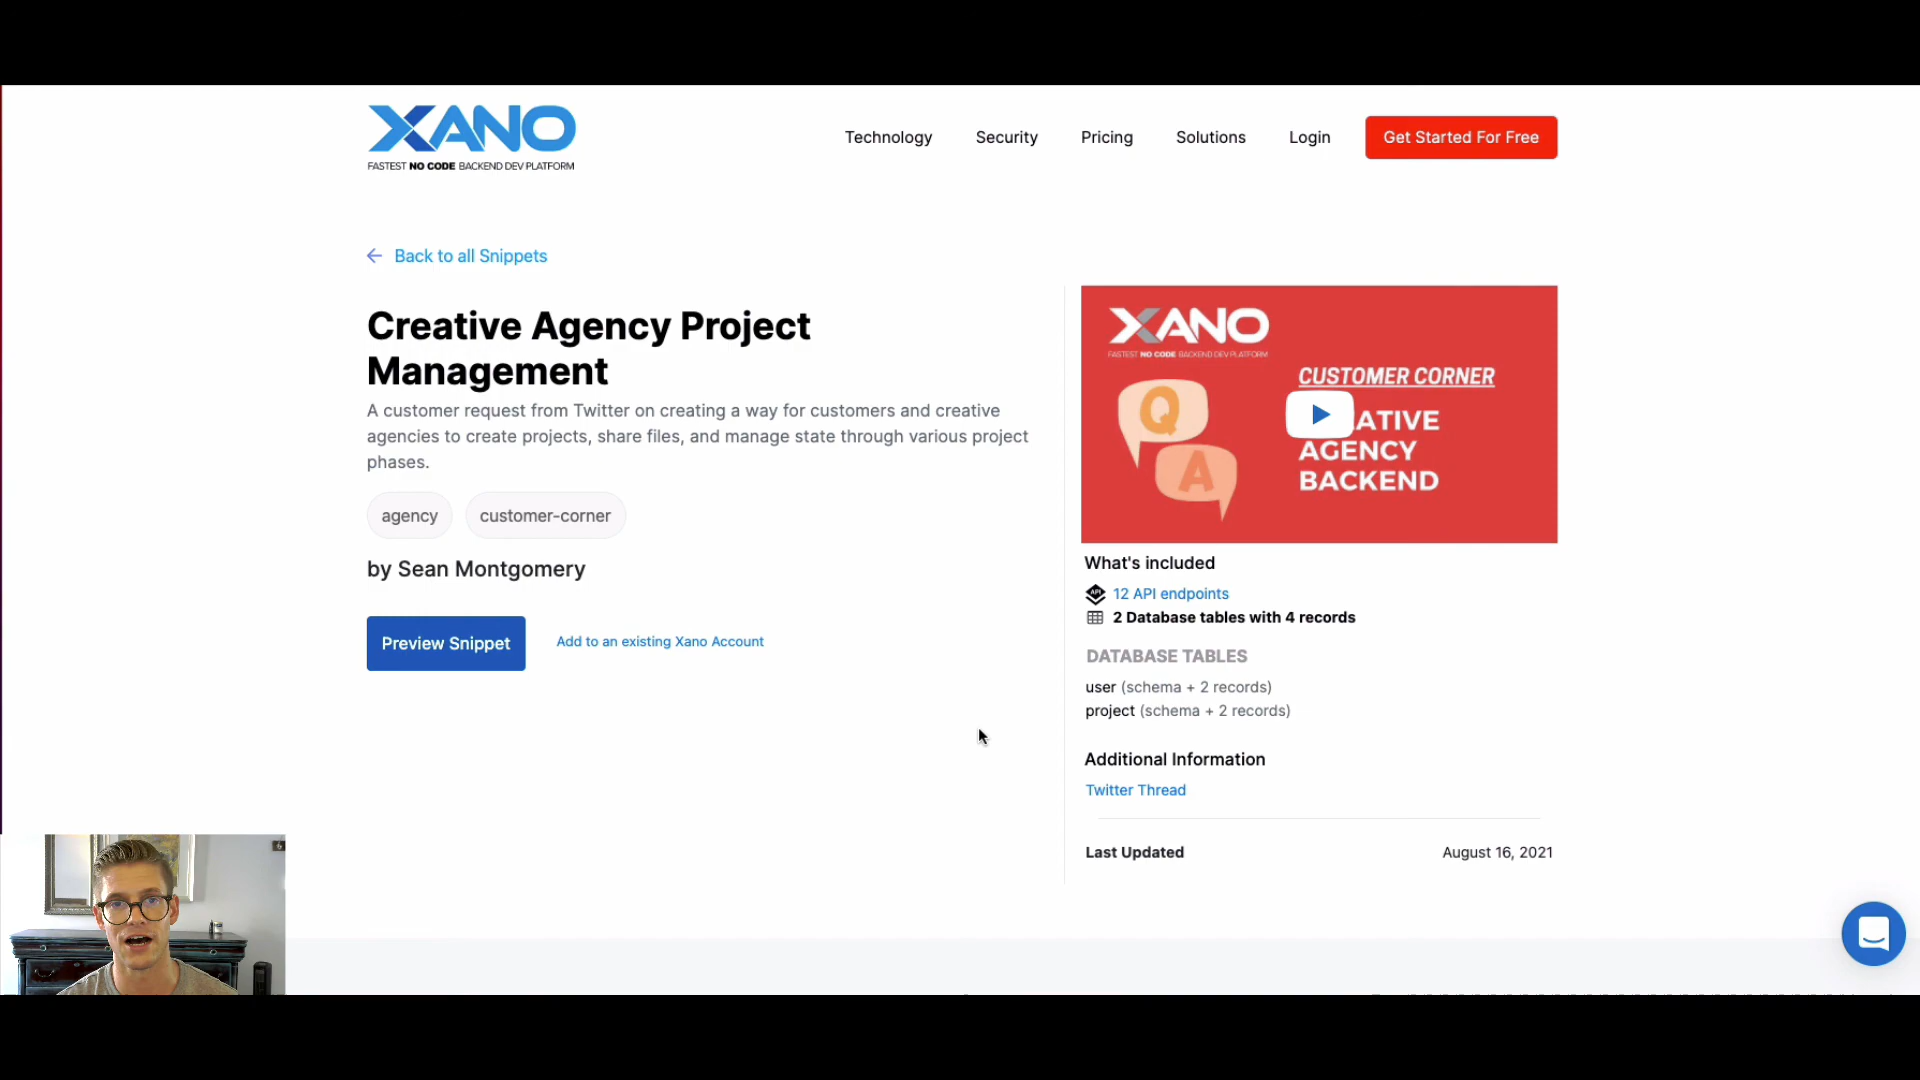 XANO
FASTEST NO CODE BACKEND DEV PLATFORM
Technology
Security
Pricing
Solutions
Login
Get Started For Free
← Back to all Snippets
Creative Agency Project
Management
A customer request from Twitter on creating a way for customers and creative
agencies to create projects, share files, and manage state through various project
phases.
agency
customer-corner
by Sean Montgomery
Preview Snippet
Add to an existing Xano Account
XANO
FASTEST NO CODE BACKEND DEV PLATFORM
Q
A
CUSTOMER CORNER
ATIVE
AGENCY
BACKEND
What's included
12 API endpoints
2 Database tables with 4 records
DATABASE TABLES
user (schema + 2 records)
project (schema + 2 records)
Additional Information
Twitter Thread
Last Updated
August 16, 2021